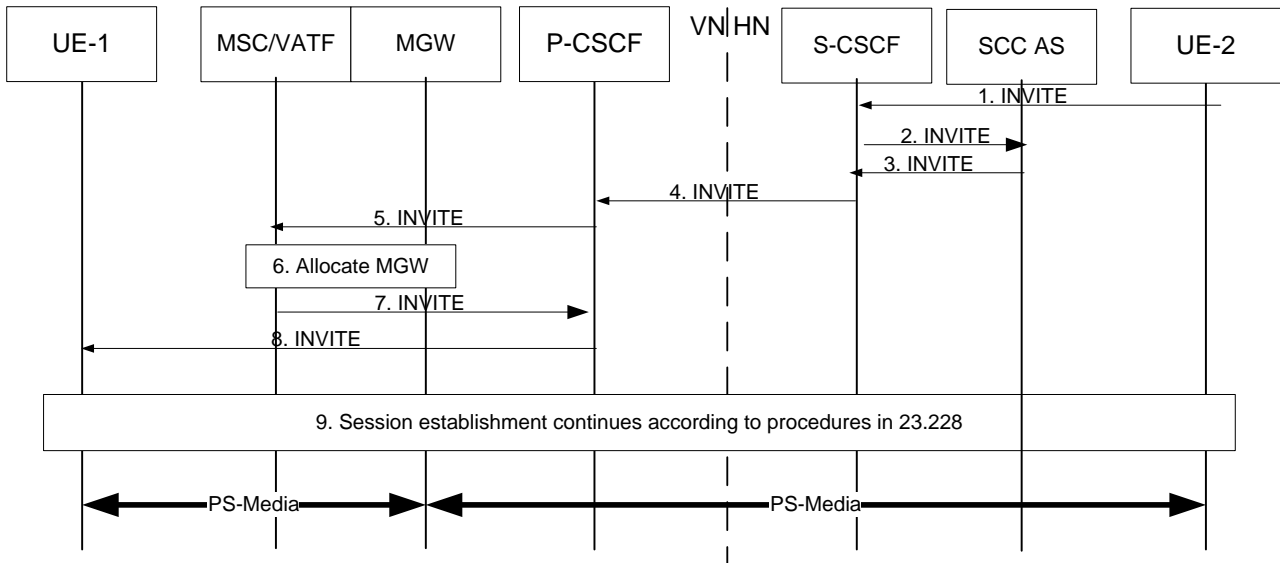 UE-1
MSC/VATF
MGW
P-CSCF
VN HN
S-CSCF
SCC AS
UE-2
1. INVITE
2. INVITE
3. INVITE
4. INVITE
5. INVITE
6. Allocate MGW
7. INVITE
8. INVITE
9. Session establishment continues according to procedures in 23.228
PS-Media
PS-Media